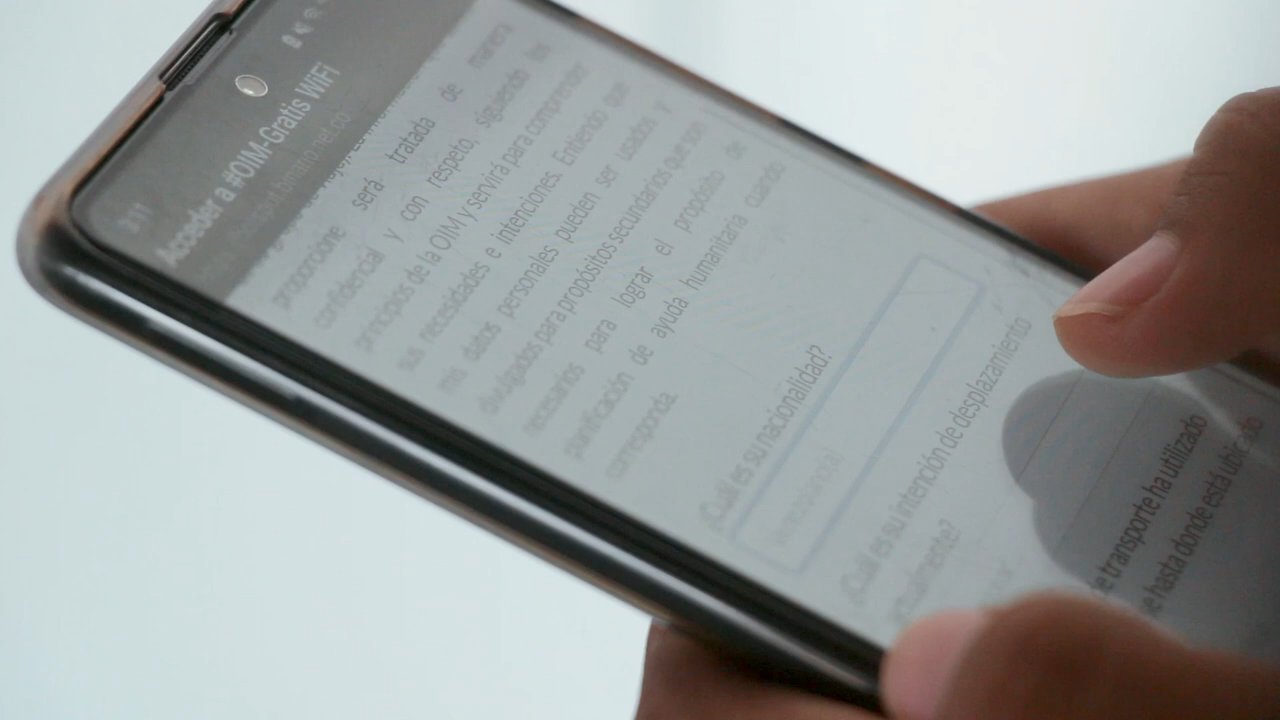 Acceder a #OIM-Gratis WiFi
proporcione será tratada de manera
confidencial y con respeto, siguiendo los
principios de la OIM y servirá para comprender
sus necesidades e intenciones. Entiendo que
mis datos personales pueden ser usados y
divulgados para propósitos secundarios que son
necesarios para lograr el propósito de
planificación de ayuda humanitaria cuando
corresponda.
¿Cuál es su nacionalidad?
¿Cuál es su intención de desplazamiento
actualmente?
de transporte ha utilizado
hasta donde está ubicado